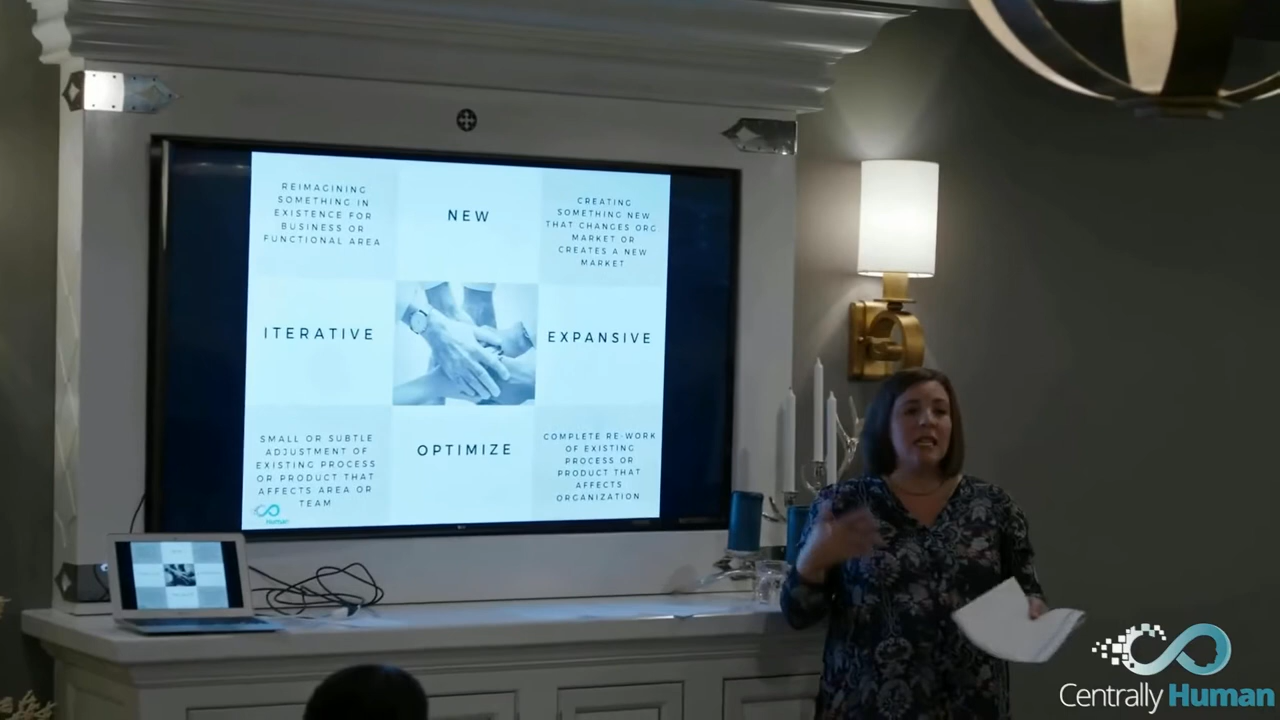 REIMAGINING
SOMETHING IN
EXISTENCE FOR
BUSINESS OR
FUNCTIONAL AREA
NEW
CREATING
SOMETHING NEW
THAT CHANGES ORG
MARKET OR
CREATES A NEW
MARKET
ITERATIVE
EXPANSIVE
SMALL OR SUBTLE
ADJUSTMENT OF
EXISTING PROCESS
OR PRODUCT THAT
AFFECTS AREA OR
TEAM
OPTIMIZE
COMPLETE RE-WORK
OF EXISTING
PROCESS OR
PRODUCT THAT
AFFECTS
ORGANIZATION
Human
Centrally Human